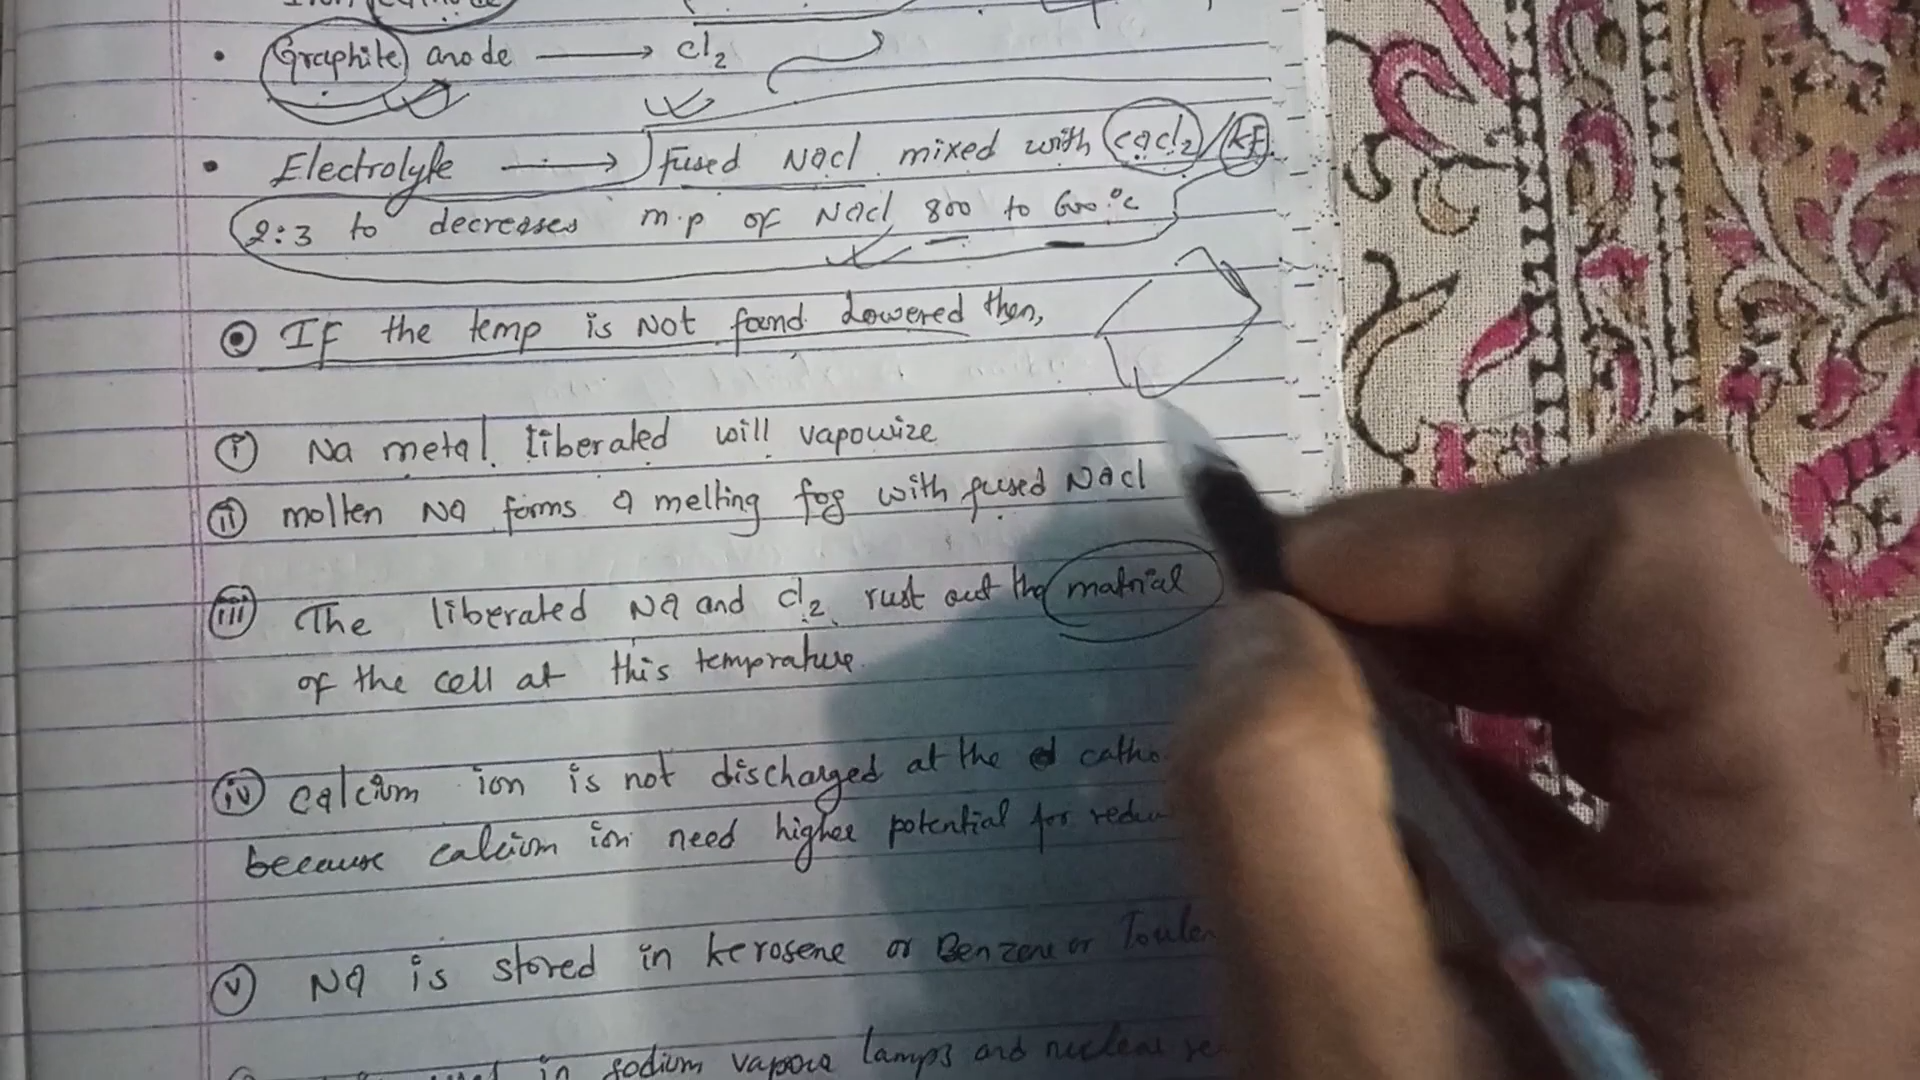 • Graphite anode → Cl2
• Electrolyte → fused NaCl mixed with CaCl2/KF
2:3 to decreases m.p of NaCl 800 to 600°C
If the temp is Not found Lowered then,
(i) Na metal liberated will vapourize
(ii) molten Na forms a melting fog with fused NaCl
(iii) The liberated Na and Cl2 rust out the matrial
of the cell at this temprature
(iv) calcium ion is not discharged at the
because calcium ion need higher potential for
(v) Na is stored in kerosene or Benzene or
in sodium vapour lamps and nuclear